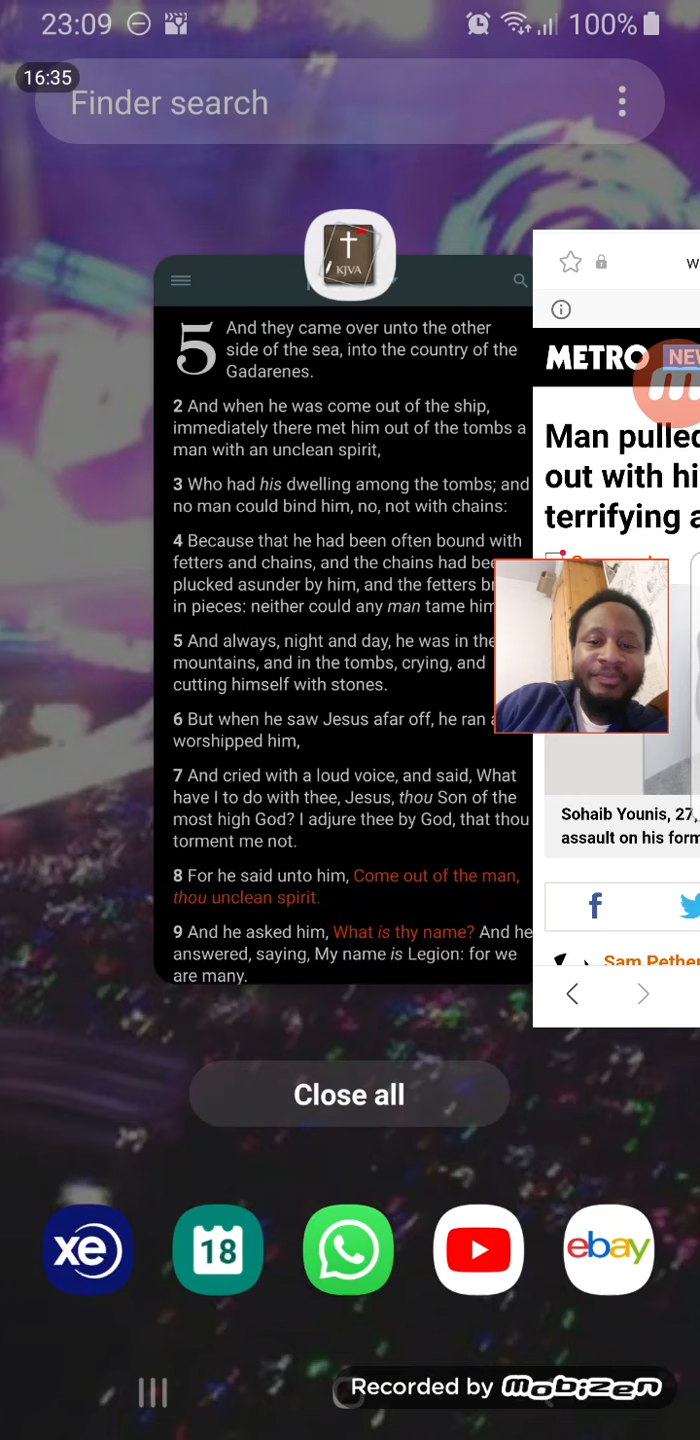 23:09
100%
16:35
Finder search
KJVA
5 And they came over unto the other
side of the sea, into the country of the
Gadarenes.
2 And when he was come out of the ship,
immediately there met him out of the tombs a
man with an unclean spirit,
3 Who had his dwelling among the tombs; and
no man could bind him, no, not with chains:
4 Because that he had been often bound with
fetters and chains, and the chains had bee
plucked asunder by him, and the fetters br
in pieces: neither could any man tame him
5 And always, night and day, he was in the
mountains, and in the tombs, crying, and
cutting himself with stones.
6 But when he saw Jesus afar off, he ran a
worshipped him,
7 And cried with a loud voice, and said, What
have I to do with thee, Jesus, thou Son of the
most high God? I adjure thee by God, that thou
torment me not.
8 For he said unto him, Come out of the man,
thou unclean spirit.
9 And he asked him, What is thy name? And he
answered, saying, My name is Legion: for we
are many.
w
METRO NEW
Man pulled
out with hi
terrifying a
Sohaib Younis, 27,
assault on his form
f
Sam Pether
Close all
xe
18
ebay
Recorded by mobizen